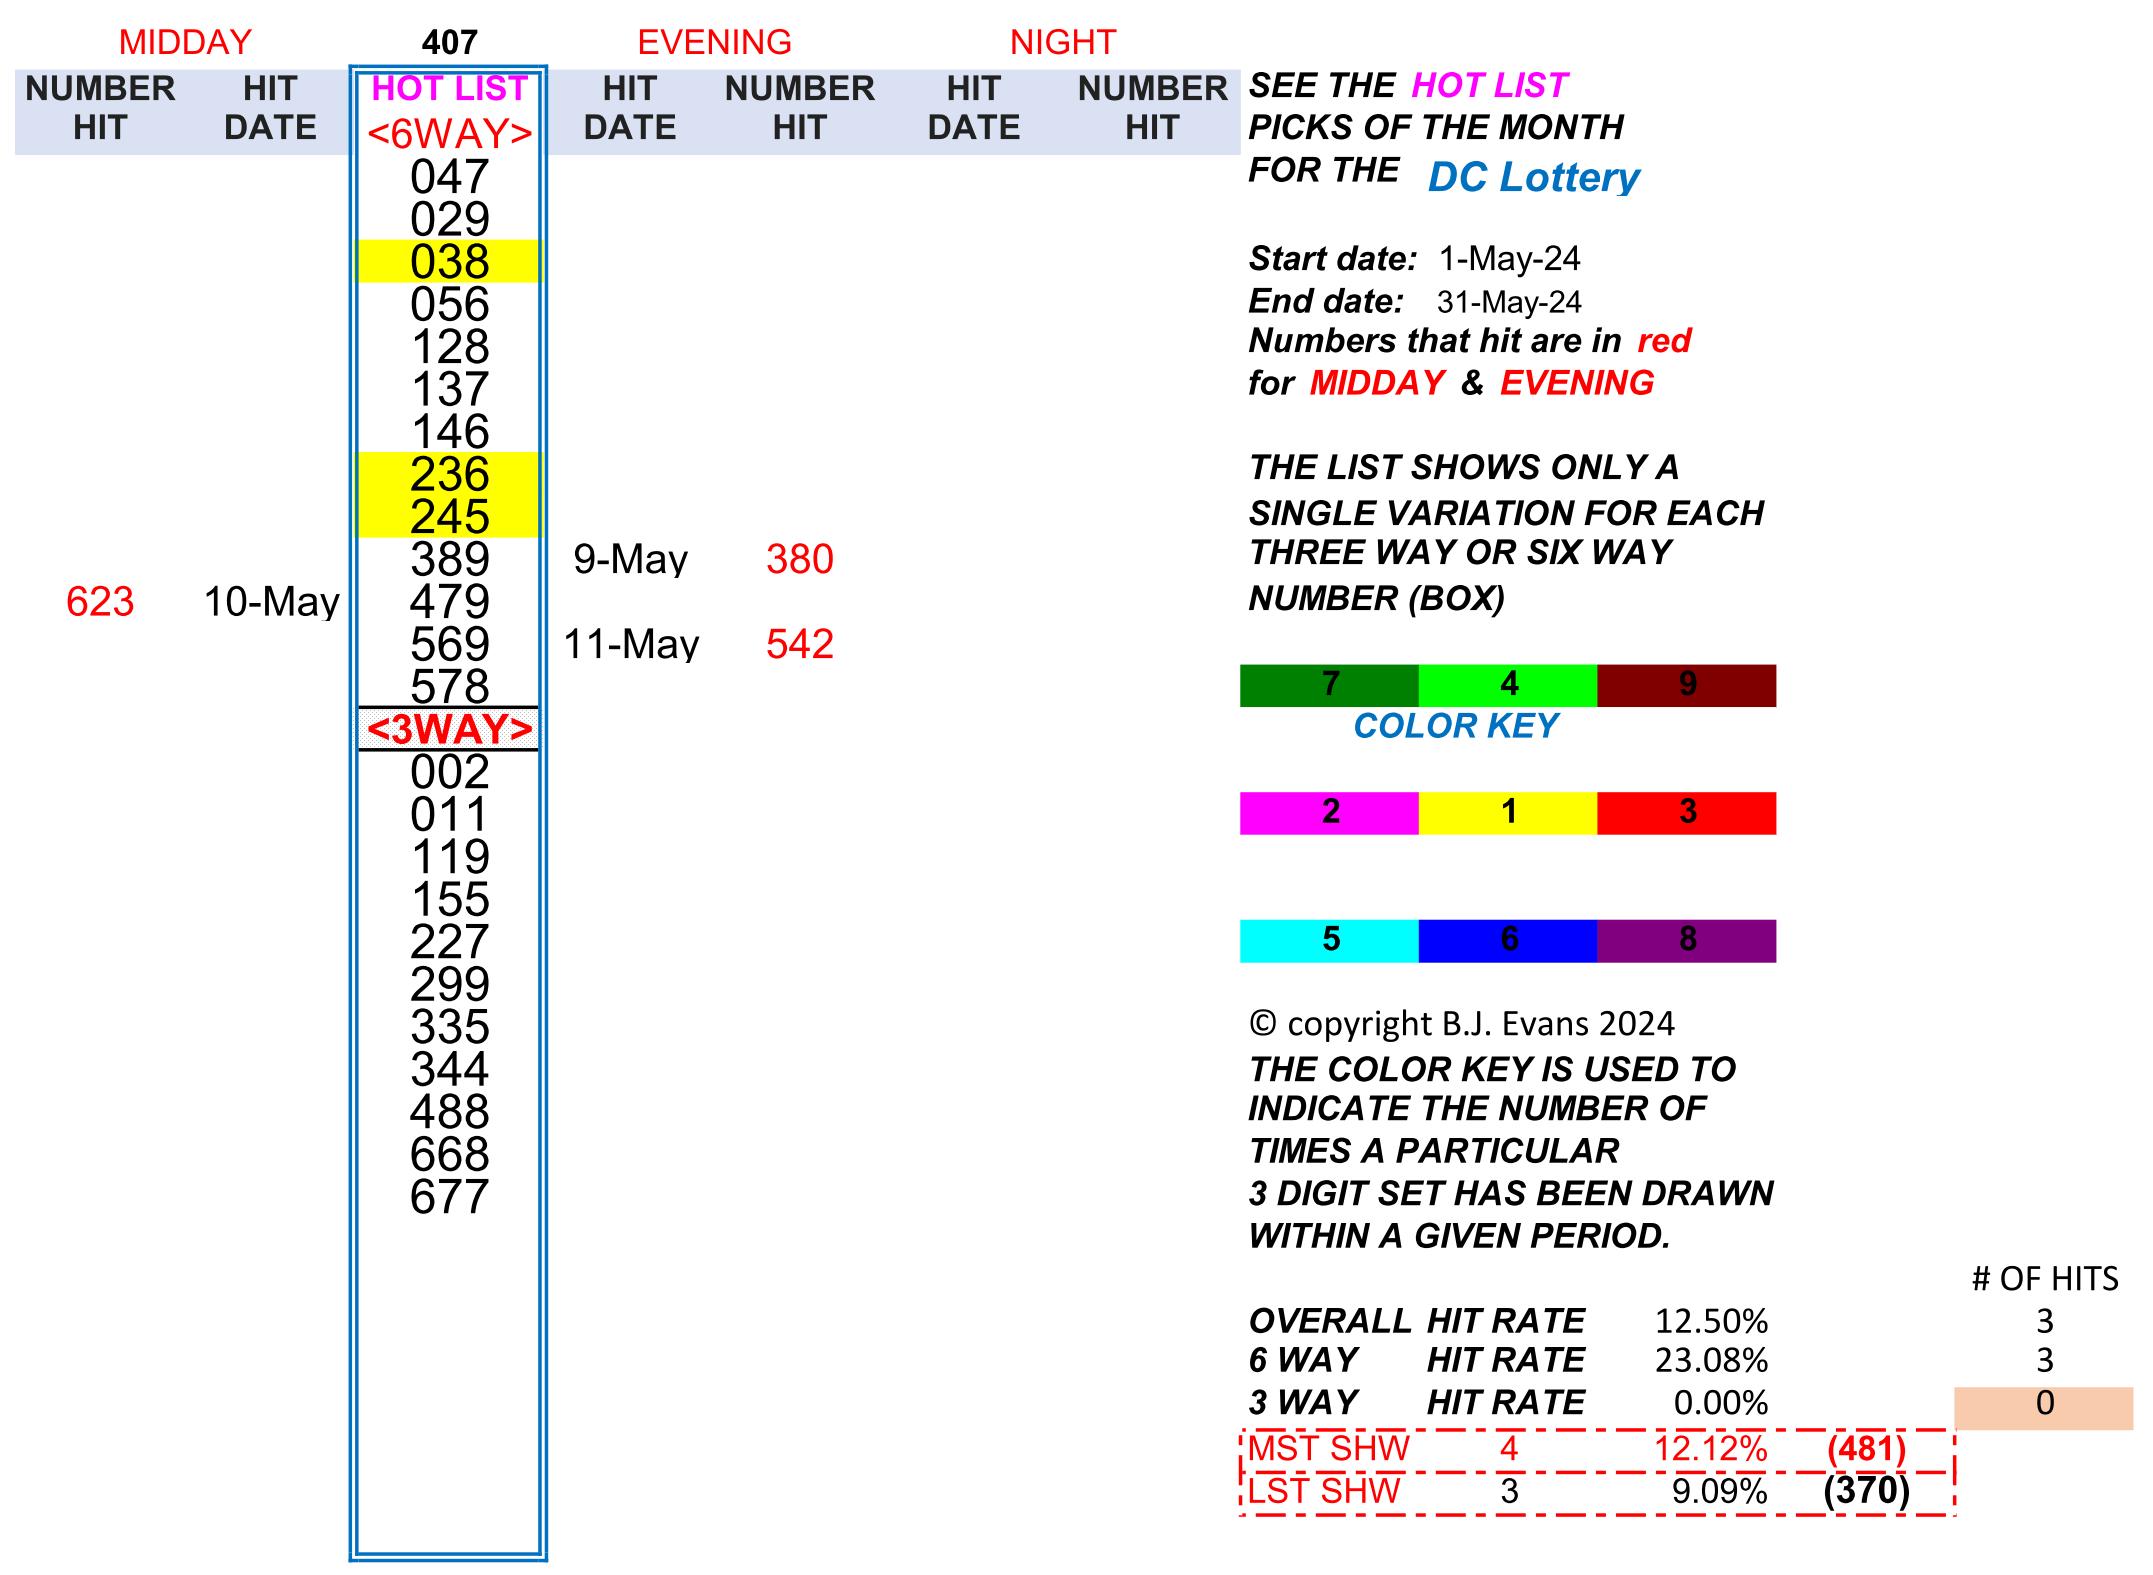 MIDDAY 407 EVENING NIGHT
NUMBER HIT HOT LIST HIT NUMBER HIT NUMBER SEE THE HOT LIST
HIT DATE <6WAY> DATE HIT DATE HIT PICKS OF THE MONTH
047 FOR THE DC Lottery
029
038 Start date: 1-May-24
056 End date: 31-May-24
128 Numbers that hit are in red
137 for MIDDAY & EVENING
146
236 THE LIST SHOWS ONLY A
245 SINGLE VARIATION FOR EACH
389 9-May 380 THREE WAY OR SIX WAY
623 10-May 479 NUMBER (BOX)
569 11-May 542
578 7 4 9
<3WAY> COLOR KEY
002
011 2 1 3
119
155
227 5 6 8
299
335 © copyright B.J. Evans 2024
344 THE COLOR KEY IS USED TO
488 INDICATE THE NUMBER OF
668 TIMES A PARTICULAR
677 3 DIGIT SET HAS BEEN DRAWN
WITHIN A GIVEN PERIOD.
# OF HITS
OVERALL HIT RATE 12.50% 3
6 WAY HIT RATE 23.08% 3
3 WAY HIT RATE 0.00% 0
MST SHW 4 12.12% (481)
LST SHW 3 9.09% (370)